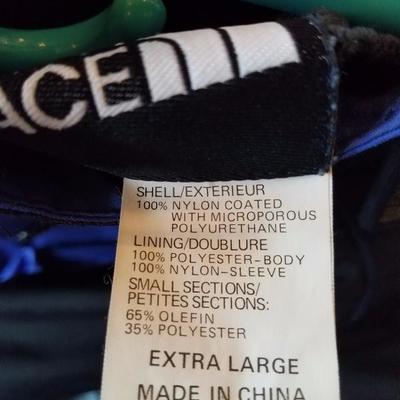 ACE
SHELL/EXTERIEUR
100% NYLON COATED
WITH MICROPOROUS
POLYURETHANE
LINING/DOUBLURE
100% POLYESTER-BODY
100% NYLON-SLEEVE
SMALL SECTIONS/
PETITES SECTIONS:
65% OLEFIN
35% POLYESTER
EXTRA LARGE
MADE IN CHINA